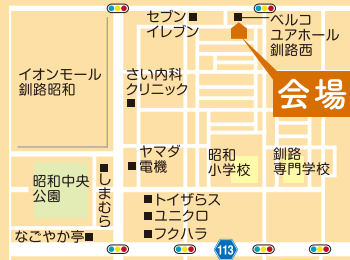 セブン
イレブン
ベルコ
ユアホール
釧路西
イオンモール
釧路昭和
さい内科
クリニック
会場
ヤマダ
電機
昭和
小学校
釧路
専門学校
昭和中央
公園
しまむら
トイザらス
ユニクロ
フクハラ
なごやか亭
113